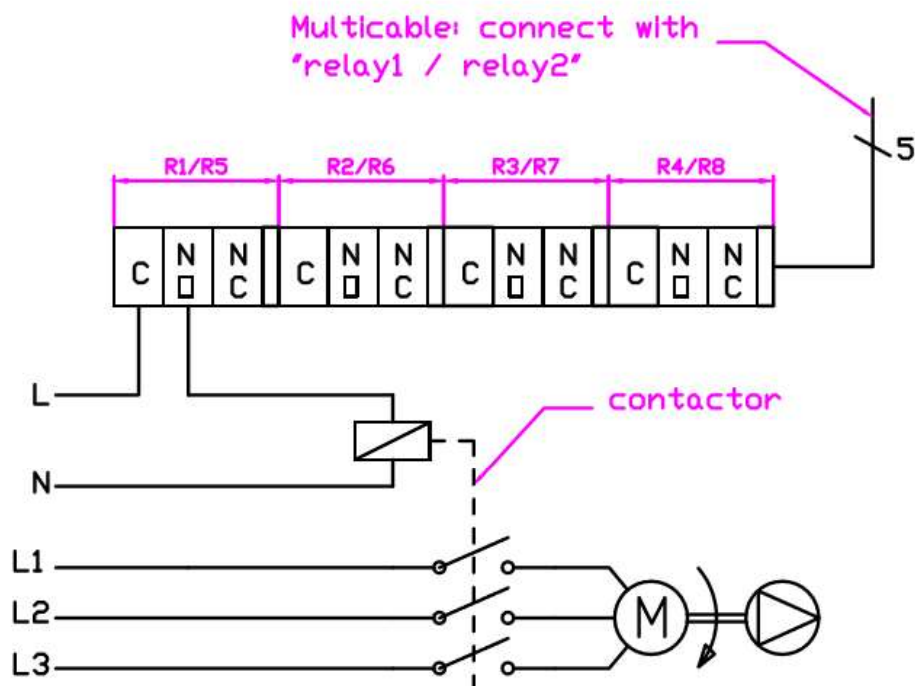 Multicable: connect with
"relay1 / relay2"
5
R1/R5 R2/R6 R3/R7 R4/R8
C NO NC C NO NC C NO NC C NO NC
L
contactor
N
L1
L2
M
L3